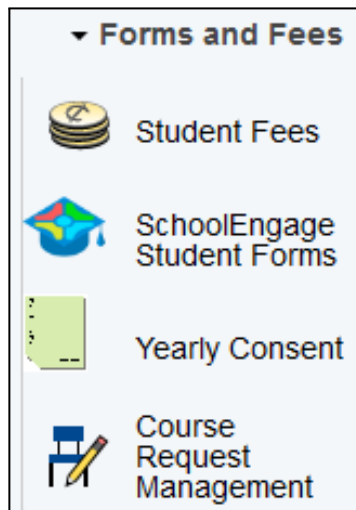 Forms and Fees
Student Fees
SchoolEngage
Student Forms
Yearly Consent
Course
Request
Management